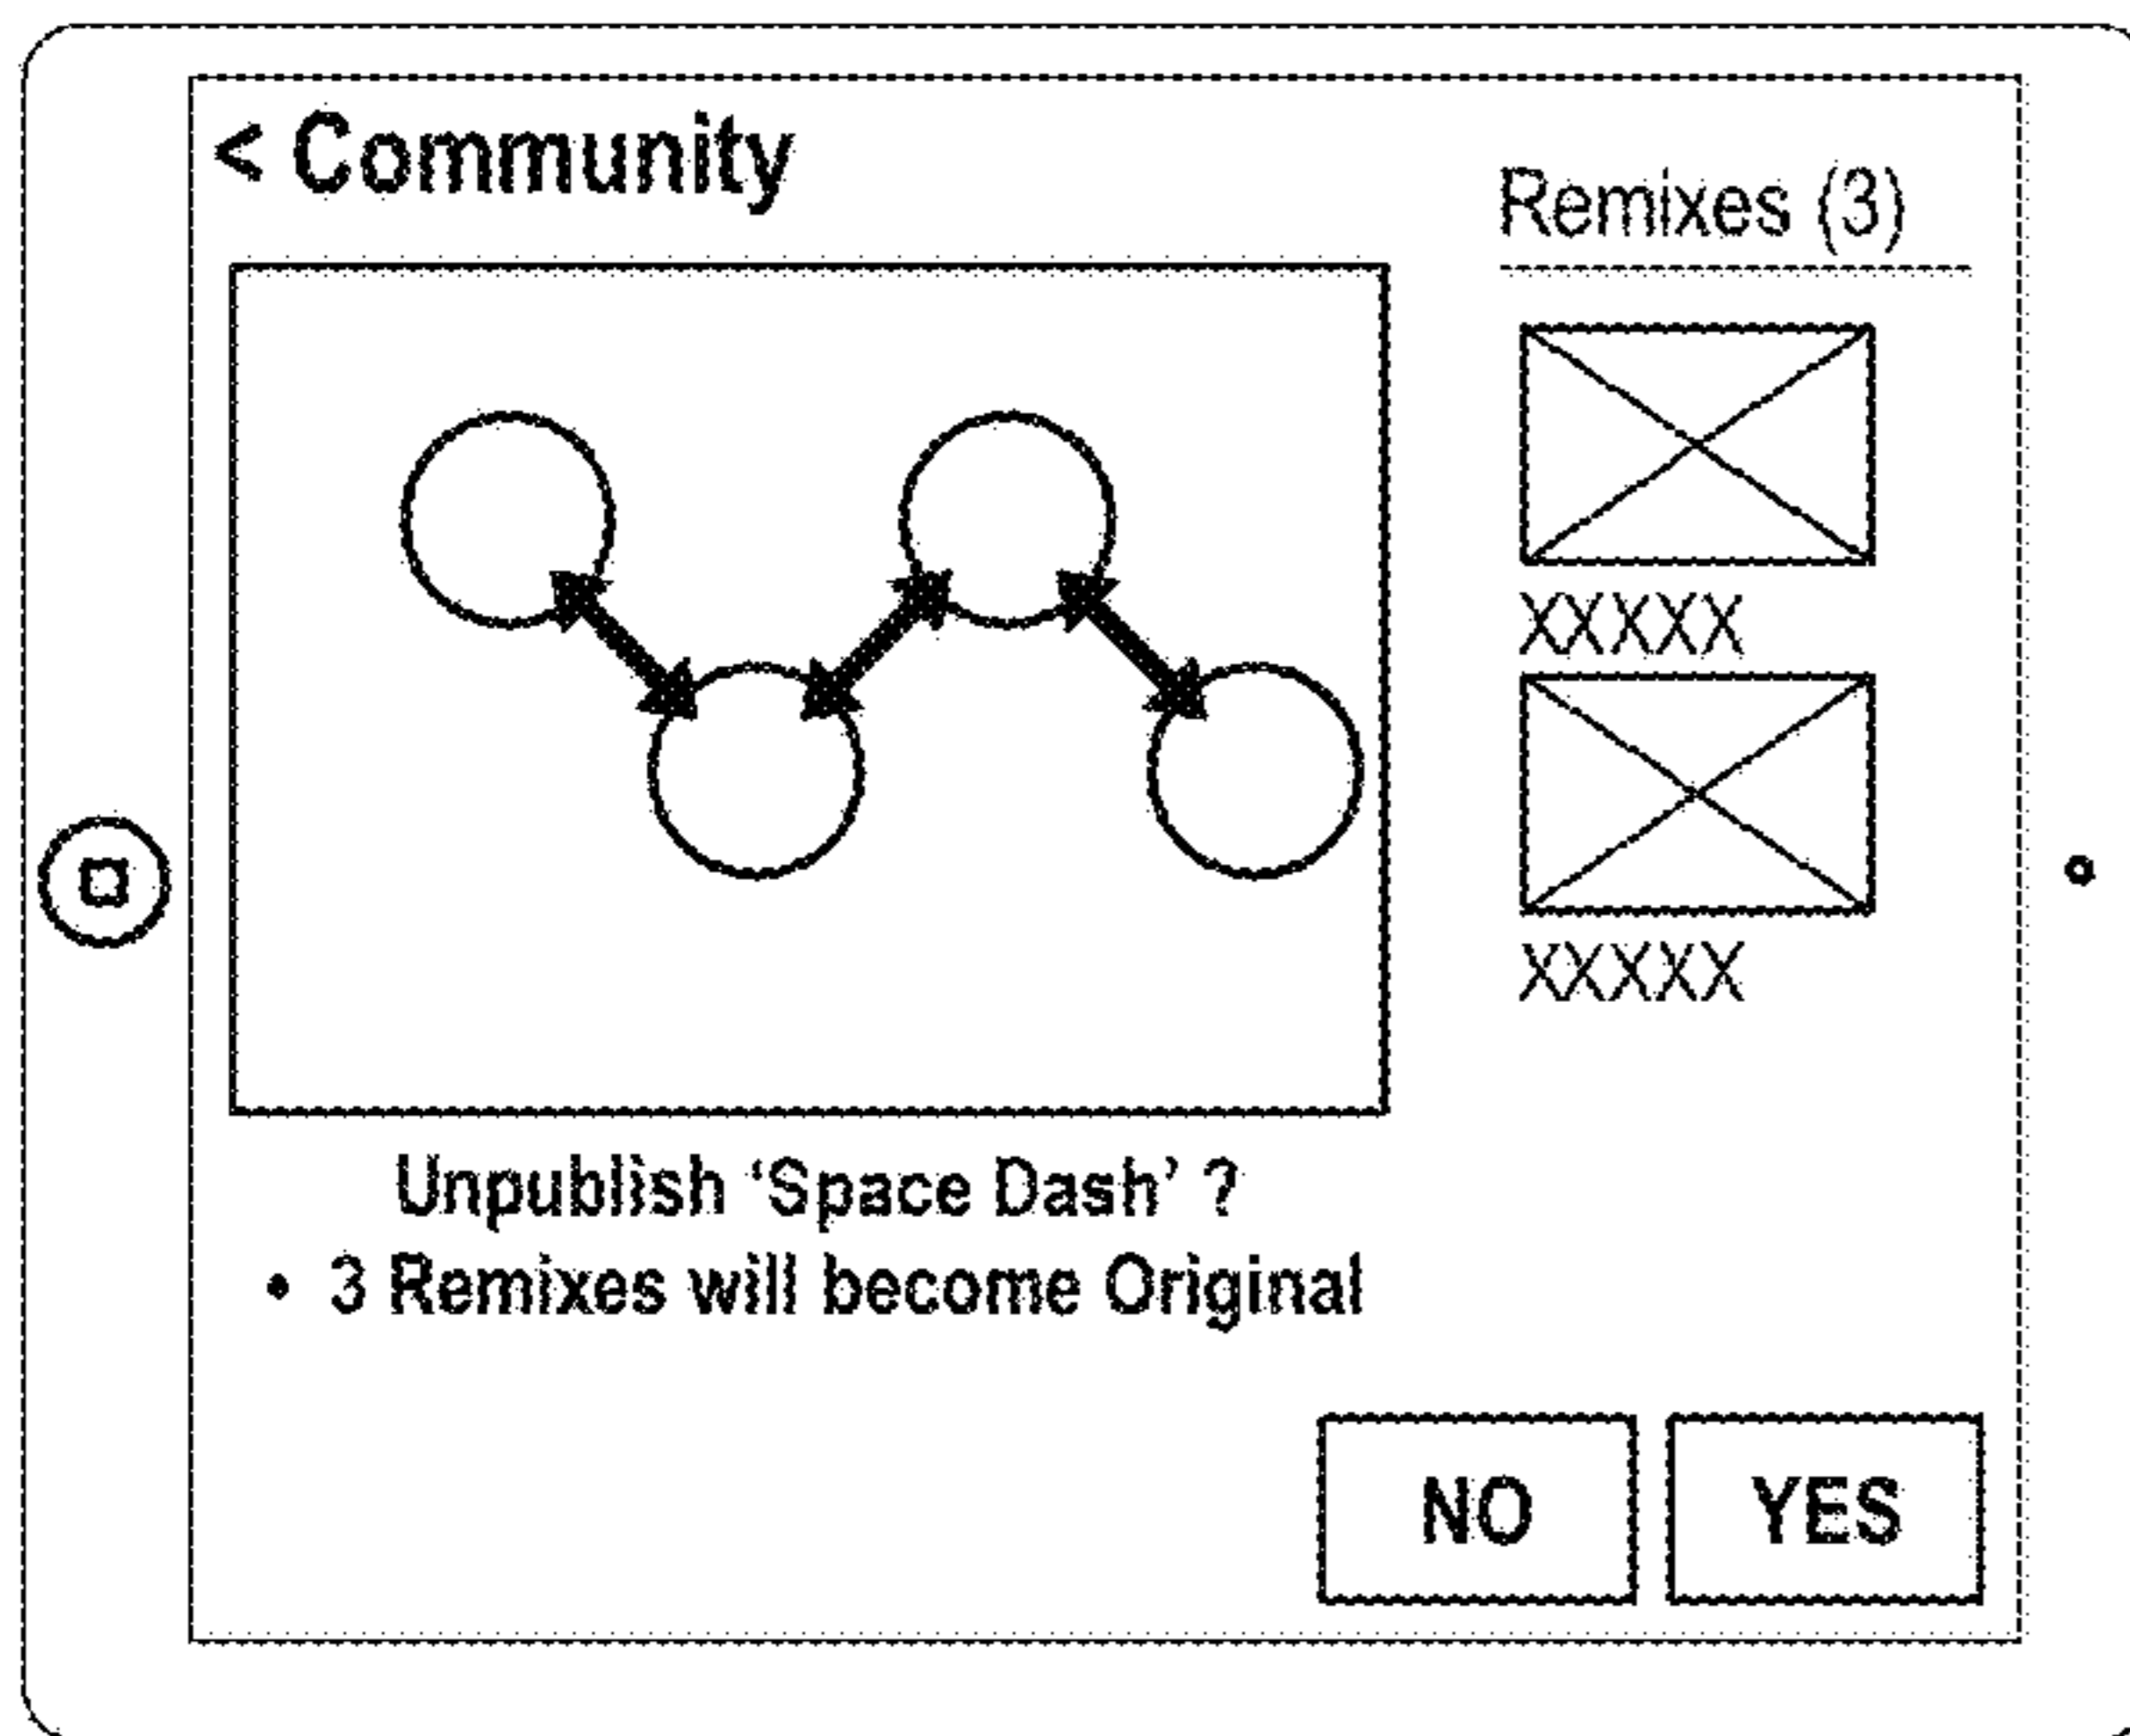 < Community
Remixes (3)
XXXXX
XXXXX
Unpublish ‘Space Dash’ ?
• 3 Remixes will become Original
NO
YES